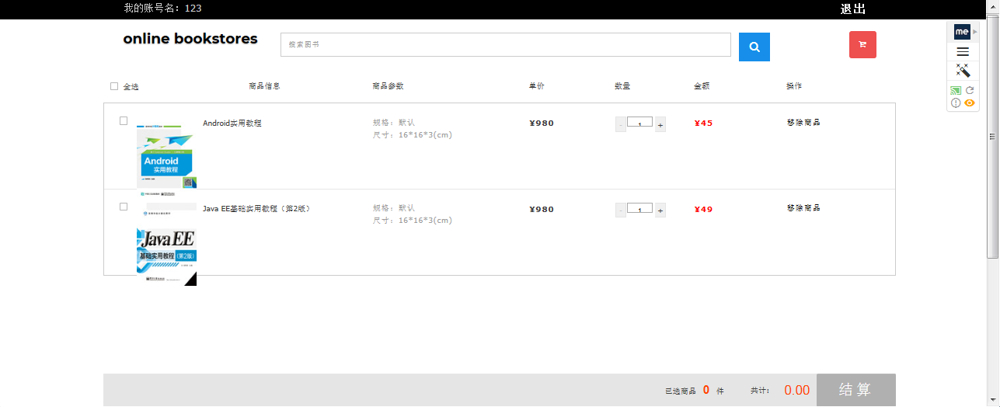 我的账号名：123 退出
online bookstores 搜索图书
me
全选 商品信息 商品参数 单价 数量 金额 操作
Android实用教程 规格：默认 ¥980 - 1 + ¥45 移除商品
尺寸：16*16*3(cm)
Android
实用教程
Java EE基础实用教程（第2版） 规格：默认 ¥980 - 1 + ¥49 移除商品
尺寸：16*16*3(cm)
Java EE
基础实用教程（第2版）
已选商品 0 件 共计： 0.00 结算